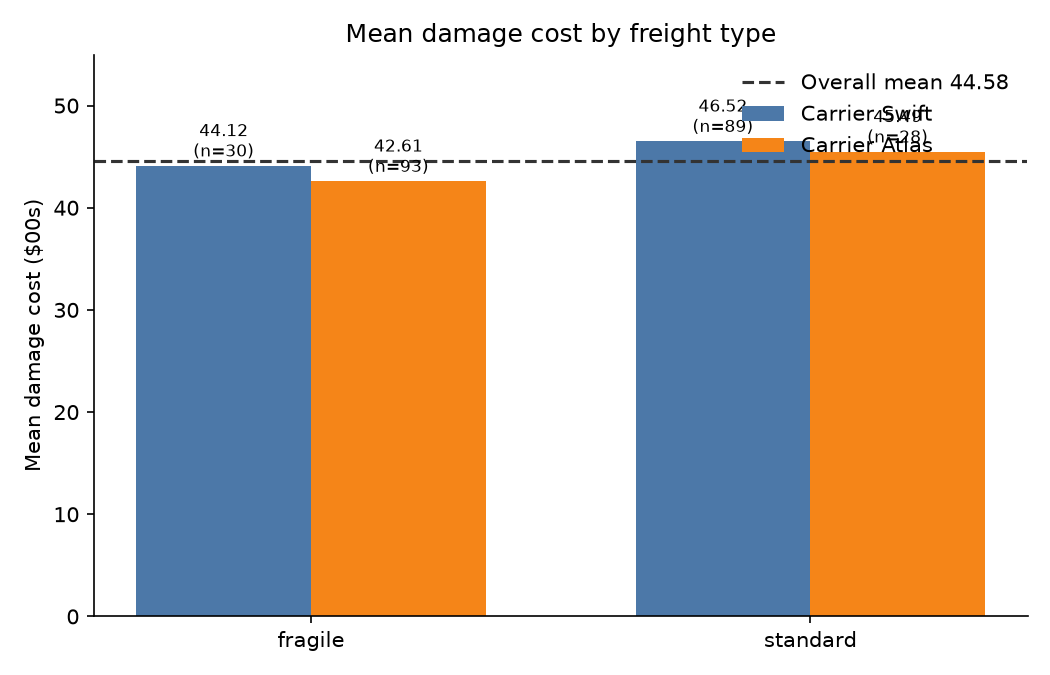 Mean damage cost by freight type
Overall mean 44.58
Carrier Swift
Carrier Atlas
44.12
(n=30)
42.61
(n=93)
46.52
(n=89)
(n=28)
Mean damage cost ($00s)
50
40
30
20
10
0
fragile
standard